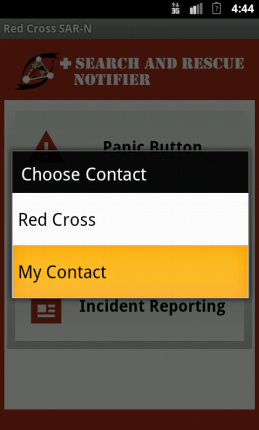 3G 4:44
Red Cross SAR-N
SEARCH AND RESCUE
NOTIFIER
Panic Button
Choose Contact
Red Cross
My Contact
Incident Reporting